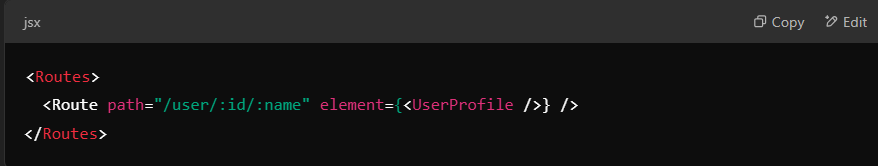 jsx Copy Edit
<Routes>
  <Route path="/user/:id/:name" element={<UserProfile />} />
</Routes>